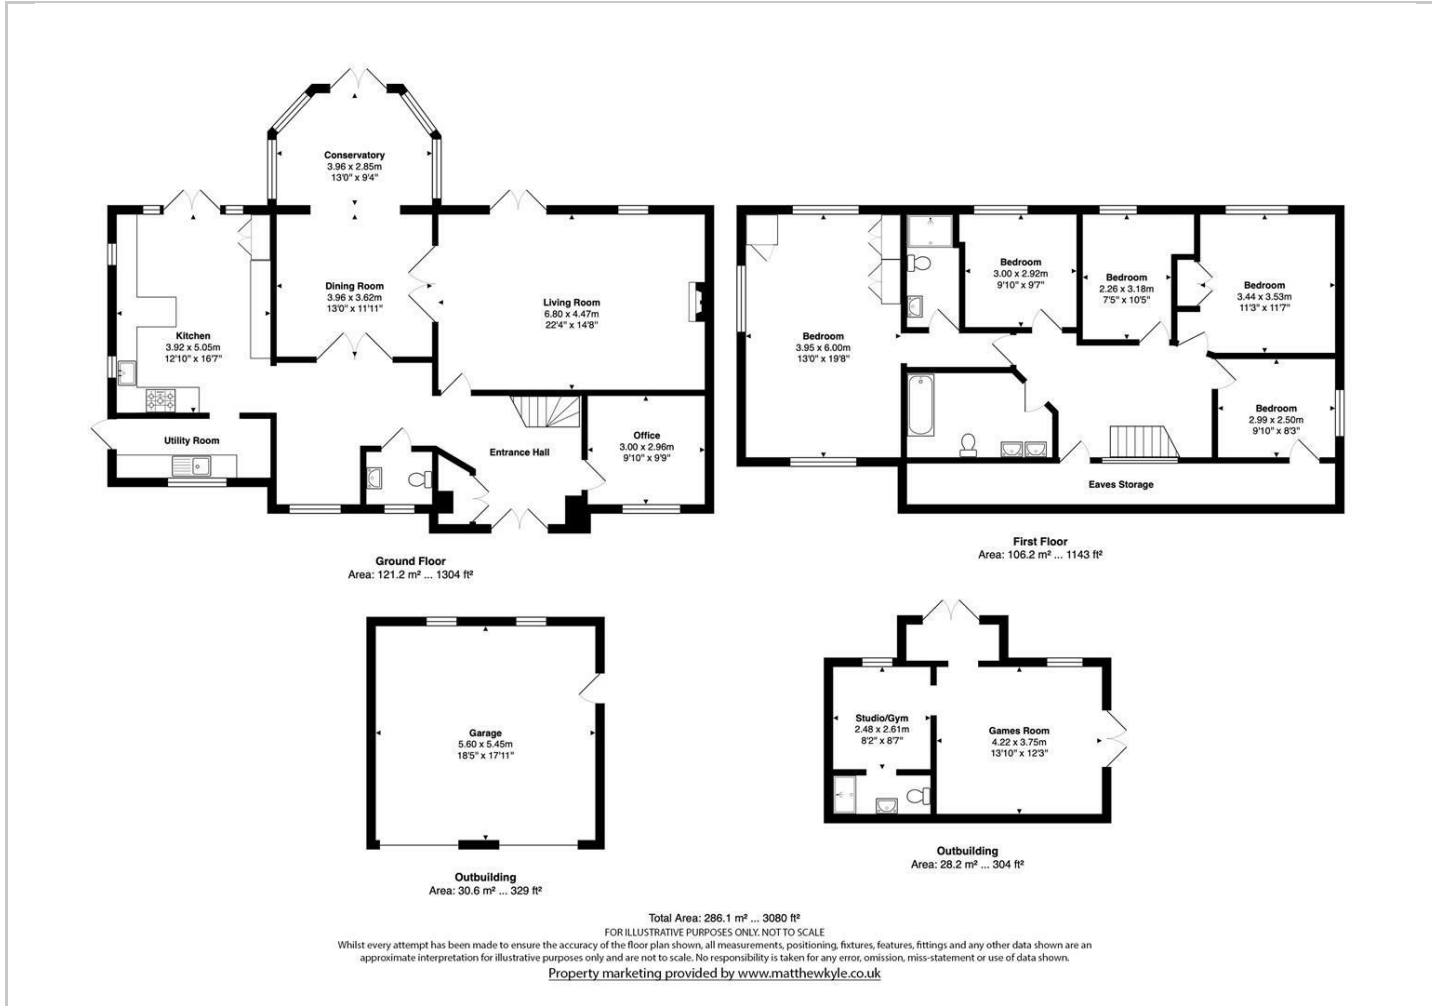 Conservatory
3.96 x 2.85m
13'0" x 9'4"
Dining Room
3.96 x 3.62m
13'0" x 11'11"
Living Room
6.80 x 4.47m
22'4" x 14'8"
Kitchen
3.92 x 5.05m
12'10" x 16'7"
Utility Room
Entrance Hall
Office
3.00 x 2.96m
9'10" x 9'9"
Ground Floor
Area: 121.2 m² ... 1304 ft²
Bedroom
3.95 x 6.00m
13'0" x 19'8"
Bedroom
3.00 x 2.92m
9'10" x 9'7"
Bedroom
2.26 x 3.18m
7'5" x 10'5"
Bedroom
3.44 x 3.53m
11'3" x 11'7"
Bedroom
2.99 x 2.50m
9'10" x 8'3"
Eaves Storage
First Floor
Area: 106.2 m² ... 1143 ft²
Garage
5.60 x 5.45m
18'5" x 17'11"
Outbuilding
Area: 30.6 m² ... 329 ft²
Studio/Gym
2.48 x 2.61m
8'2" x 8'7"
Games Room
4.22 x 3.75m
13'10" x 12'3"
Outbuilding
Area: 28.2 m² ... 304 ft²
Total Area: 286.1 m² ... 3080 ft²
FOR ILLUSTRATIVE PURPOSES ONLY. NOT TO SCALE
Whilst every attempt has been made to ensure the accuracy of the floor plan shown, all measurements, positioning, fixtures, features, fittings and any other data shown are an
approximate interpretation for illustrative purposes only and are not to scale. No responsibility is taken for any error, omission, miss-statement or use of data shown.
Property marketing provided by www.matthewkyle.co.uk